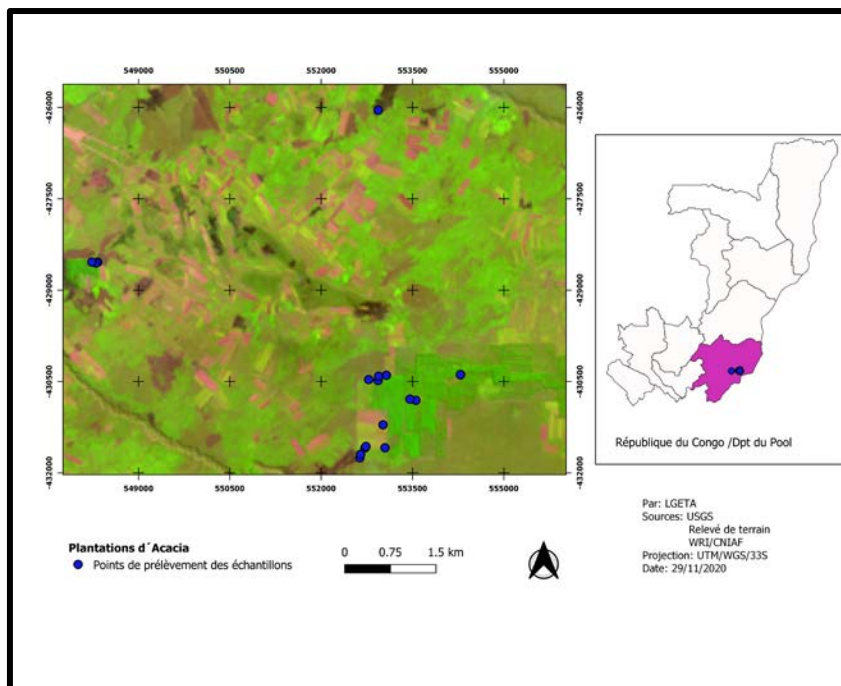 549000 550500 552000 553500 555000
-426000 -426000
-427500 -427500
-429000 -429000
-430500 -430500
-432000 -432000
549000 550500 552000 553500 555000
République du Congo /Dpt du Pool
Plantations d´Acacia
Points de prélèvement des échantillons
0 0.75 1.5 km
Par: LGETA
Sources: USGS
Relevé de terrain
WRI/CNIAF
Projection: UTM/WGS/33S
Date: 29/11/2020